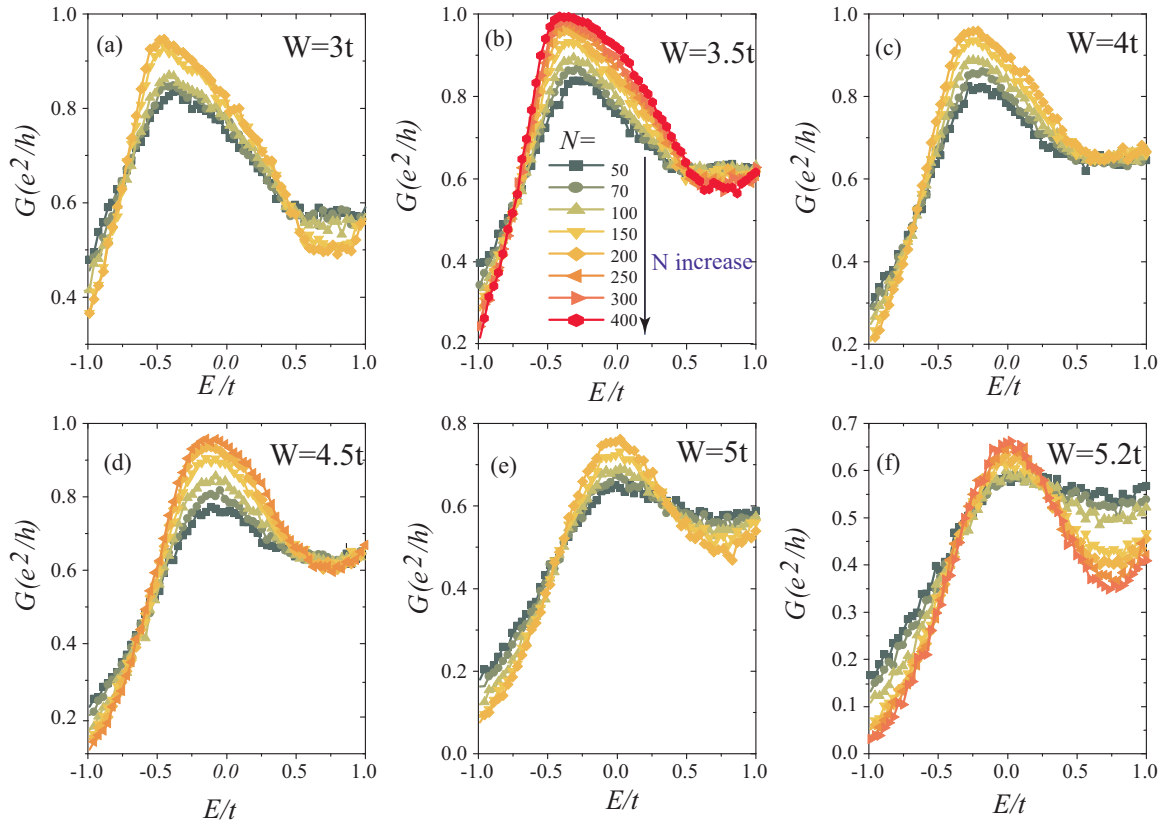 (a)
W=3t
G(e²/h)
1.0
0.8
0.6
0.4
-1.0
-0.5
0.0
0.5
1.0
E/t
(b)
W=3.5t
G(e²/h)
1.0
0.8
0.6
0.4
0.2
N=
50
70
100
150
200
250
300
400
N increase
-1.0
-0.5
0.0
0.5
1.0
E/t
(c)
W=4t
G(e²/h)
1.0
0.8
0.6
0.4
0.2
-1.0
-0.5
0.0
0.5
1.0
E/t
(d)
W=4.5t
G(e²/h)
1.0
0.8
0.6
0.4
0.2
-1.0
-0.5
0.0
0.5
1.0
E/t
(e)
W=5t
G(e²/h)
0.8
0.6
0.4
0.2
0.0
-1.0
-0.5
0.0
0.5
1.0
E/t
(f)
W=5.2t
G(e²/h)
0.7
0.6
0.5
0.4
0.3
0.2
0.1
0.0
-1.0
-0.5
0.0
0.5
1.0
E/t